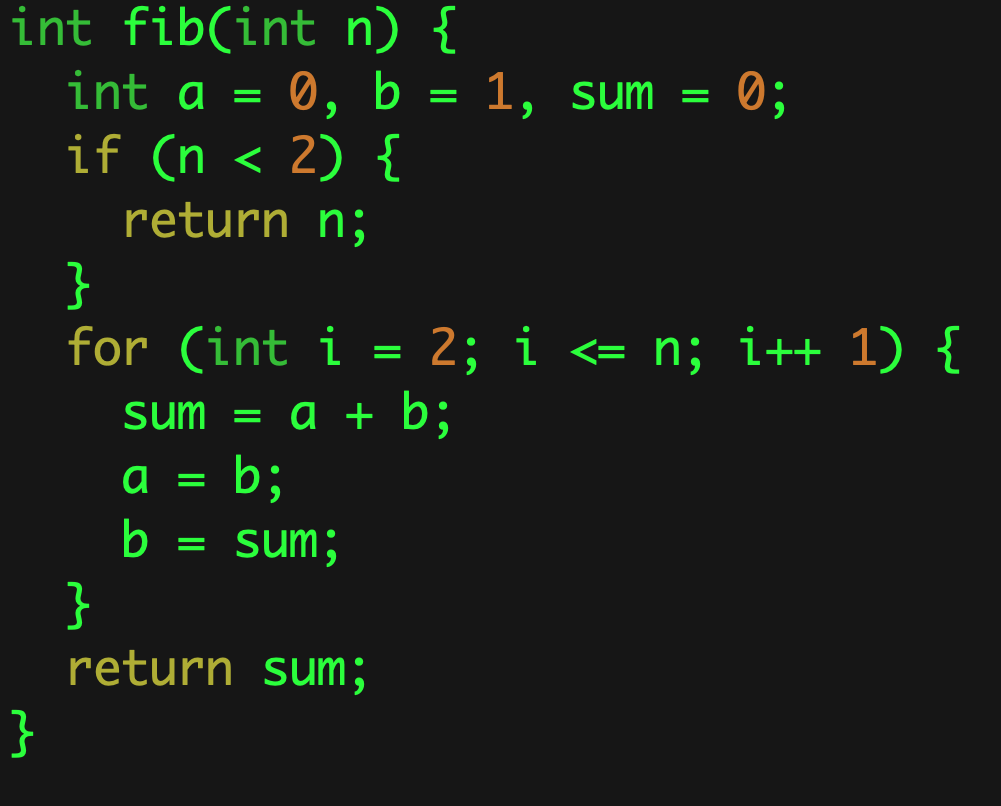 int fib(int n) {
  int a = 0, b = 1, sum = 0;
  if (n < 2) {
    return n;
  }
  for (int i = 2; i <= n; i++ 1) {
    sum = a + b;
    a = b;
    b = sum;
  }
  return sum;
}